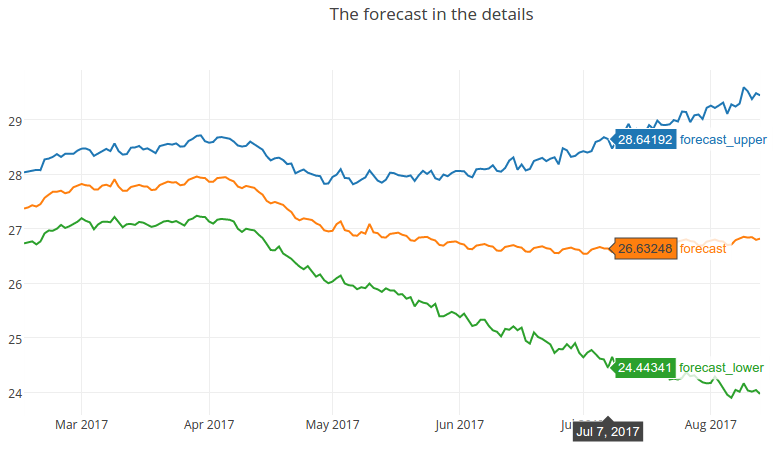 The forecast in the details
29
28
27
26
25
24
28.64192 forecast_upper
26.63248 forecast
24.44341 forecast_lower
Mar 2017 Apr 2017 May 2017 Jun 2017 Aug 2017
Jul 7, 2017